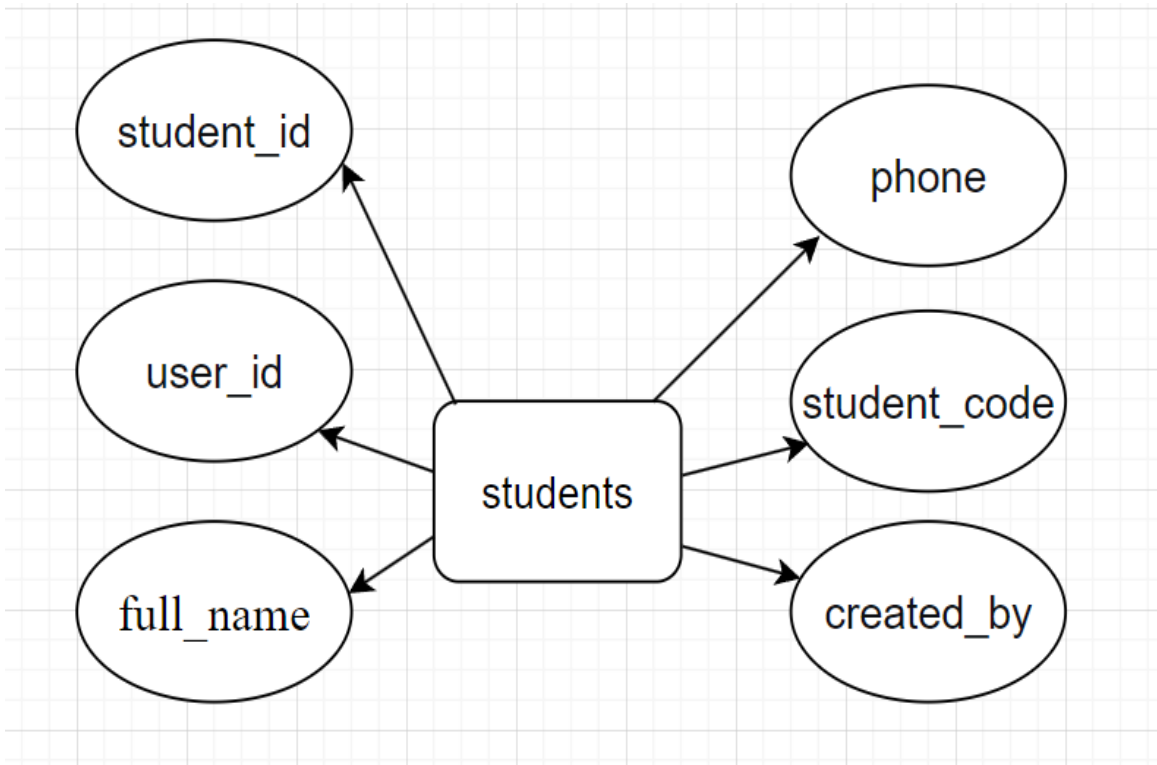 student_id
phone
user_id
student_code
students
full_name
created_by